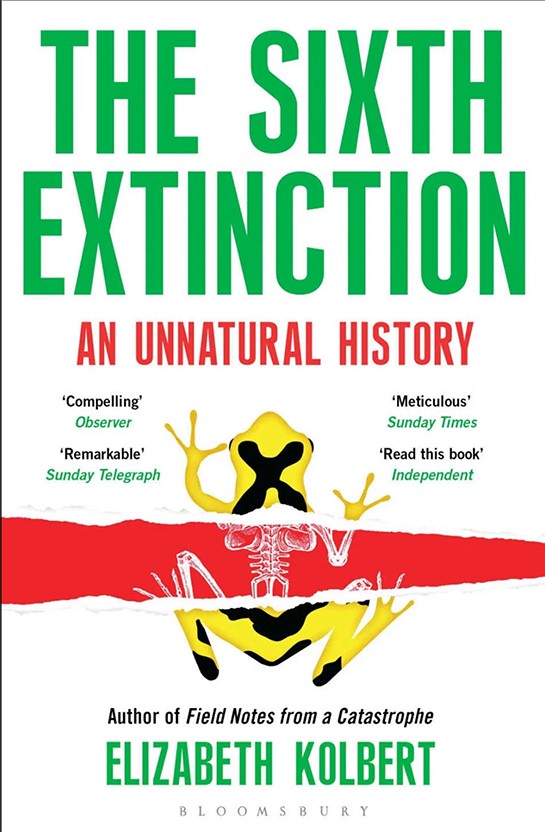 THE SIXTH
EXTINCTION
AN UNNATURAL HISTORY
‘Compelling’
Observer
‘Remarkable’
Sunday Telegraph
‘Meticulous’
Sunday Times
‘Read this book’
Independent
Author of Field Notes from a Catastrophe
ELIZABETH KOLBERT
BLOOMSBURY